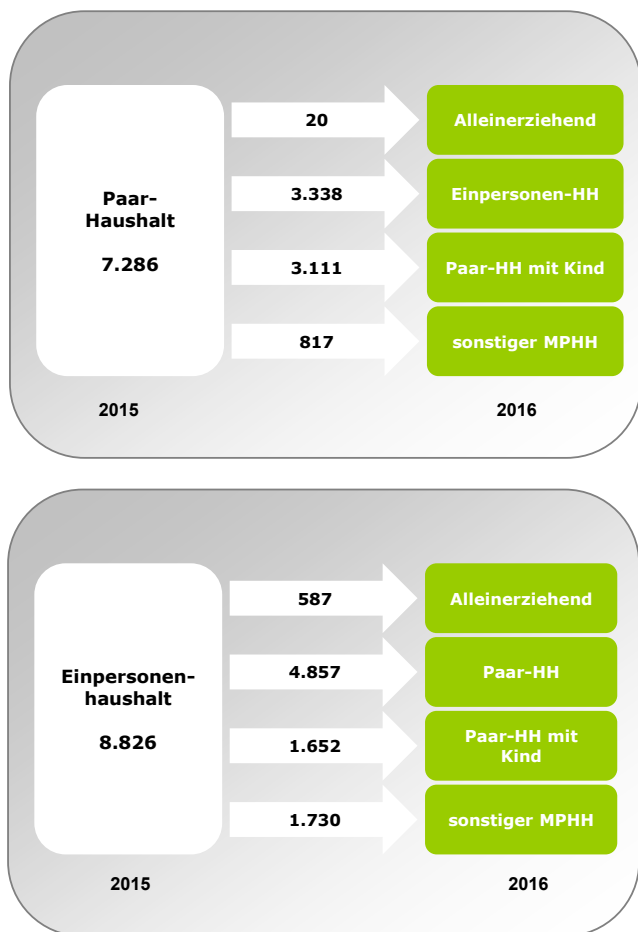 20
Alleinerziehend
Paar-
Haushalt
7.286
3.338
Einpersonen-HH
3.111
Paar-HH mit Kind
817
sonstiger MPHH
2015
2016
587
Alleinerziehend
Einpersonen-
haushalt
8.826
4.857
Paar-HH
1.652
Paar-HH mit
Kind
1.730
sonstiger MPHH
2015
2016